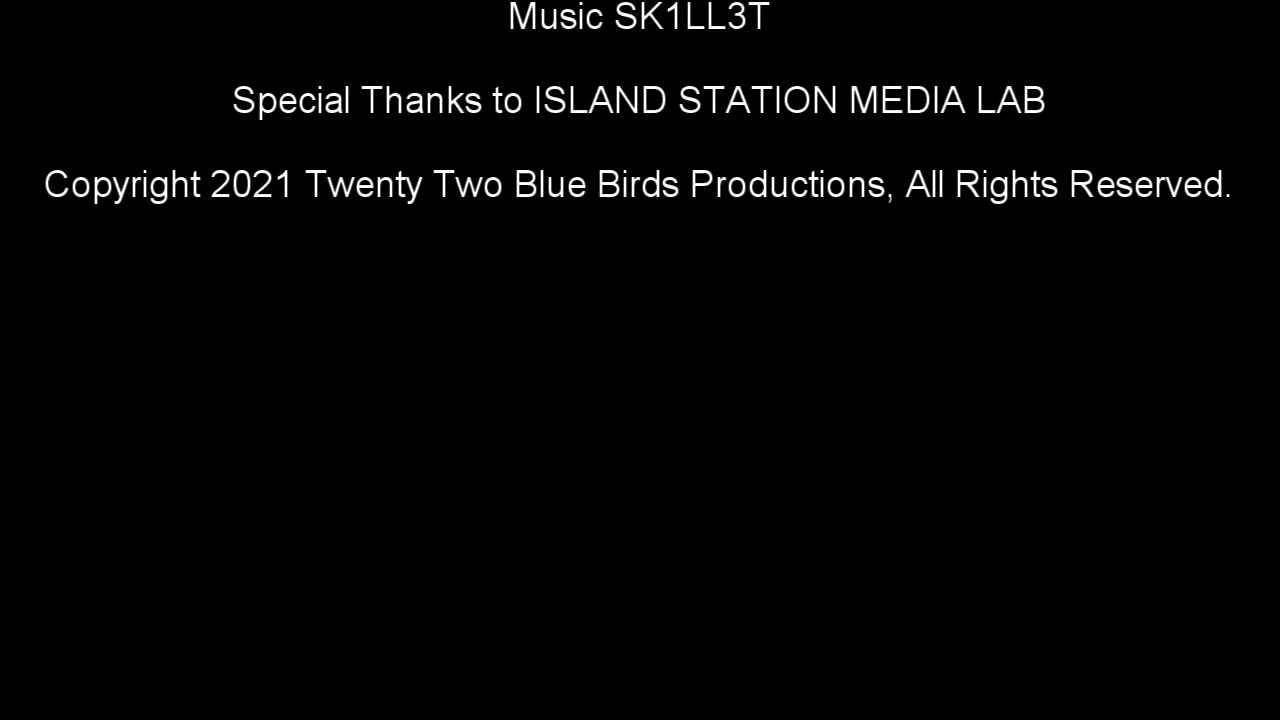 Music SK1LL3T
Special Thanks to ISLAND STATION MEDIA LAB
Copyright 2021 Twenty Two Blue Birds Productions, All Rights Reserved.